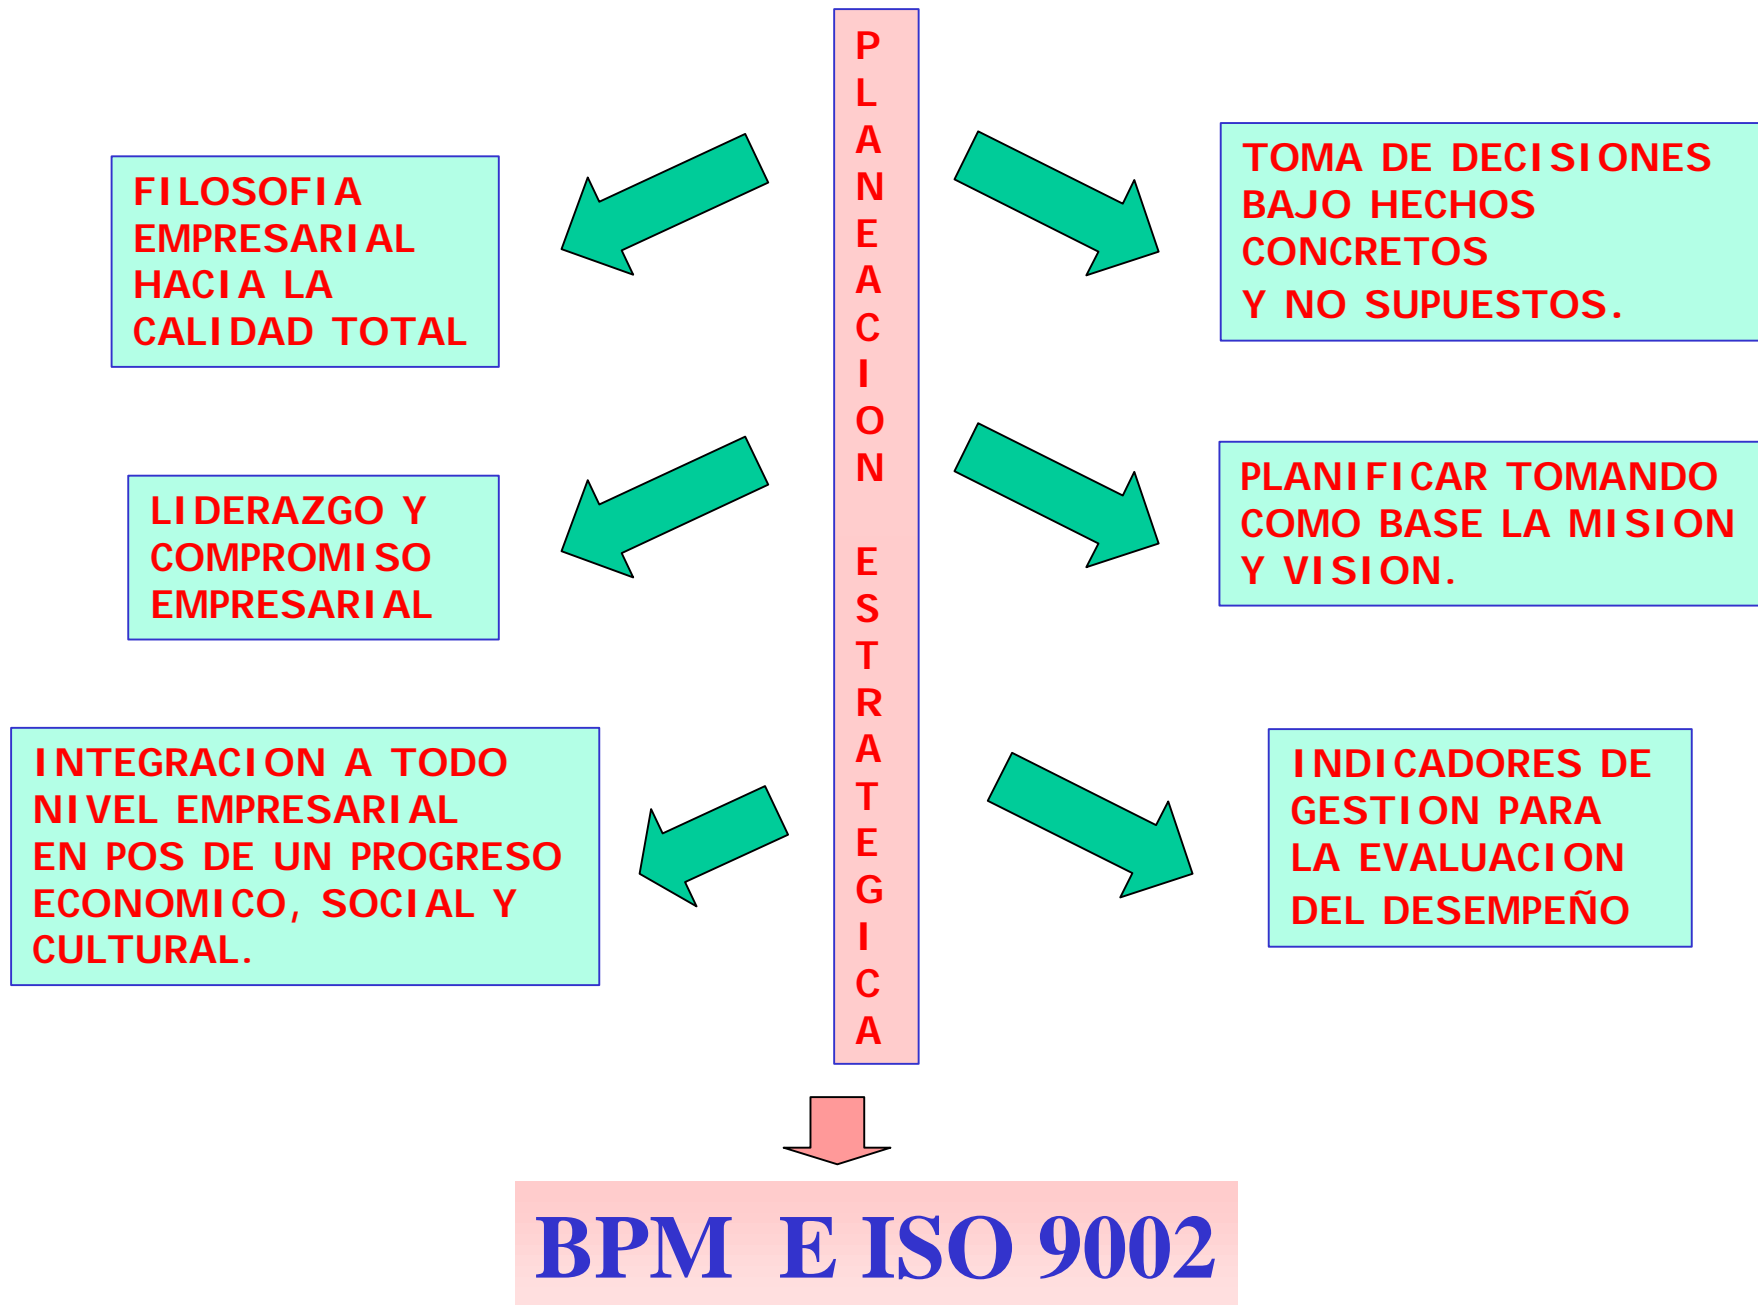 PLANEACION ESTRATEGICA
FILOSOFIA
EMPRESARIAL
HACIA LA
CALIDAD TOTAL
LIDERAZGO Y
COMPROMISO
EMPRESARIAL
INTEGRACION A TODO
NIVEL EMPRESARIAL
EN POS DE UN PROGRESO
ECONOMICO, SOCIAL Y
CULTURAL.
TOMA DE DECISIONES
BAJO HECHOS
CONCRETOS
Y NO SUPUESTOS.
PLANIFICAR TOMANDO
COMO BASE LA MISION
Y VISION.
INDICADORES DE
GESTION PARA
LA EVALUACION
DEL DESEMPEÑO
BPM E ISO 9002